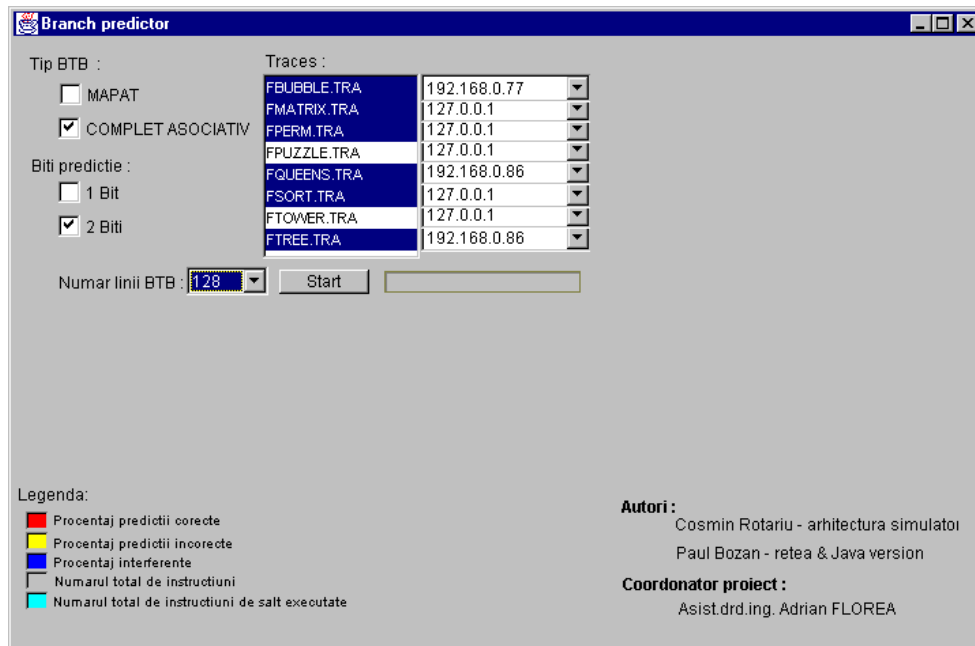 Branch predictor
Tip BTB :
MAPAT
COMPLET ASOCIATIV
Biti predictie :
1 Bit
2 Biti
Traces :
FBUBBLE.TRA 192.168.0.77
FMATRIX.TRA 127.0.0.1
FPERM.TRA 127.0.0.1
FPUZZLE.TRA 127.0.0.1
FQUEENS.TRA 192.168.0.86
FSORT.TRA 127.0.0.1
FTOWER.TRA 127.0.0.1
FTREE.TRA 192.168.0.86
Numar linii BTB : 128 Start
Legenda:
Procentaj predictii corecte
Procentaj predictii incorecte
Procentaj interferente
Numarul total de instructiuni
Numarul total de instructiuni de salt executate
Autori :
Cosmin Rotariu - arhitectura simulator
Paul Bozan - retea & Java version
Coordonator proiect :
Asist.drd.ing. Adrian FLOREA